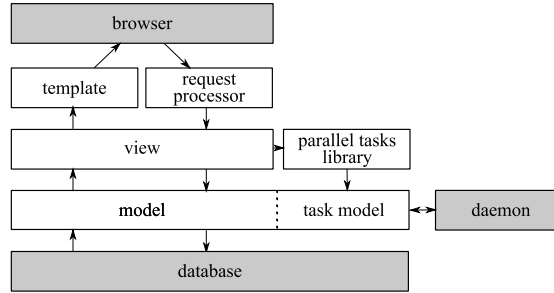 browser
template
request
processor
view
parallel tasks
library
model
task model
daemon
database